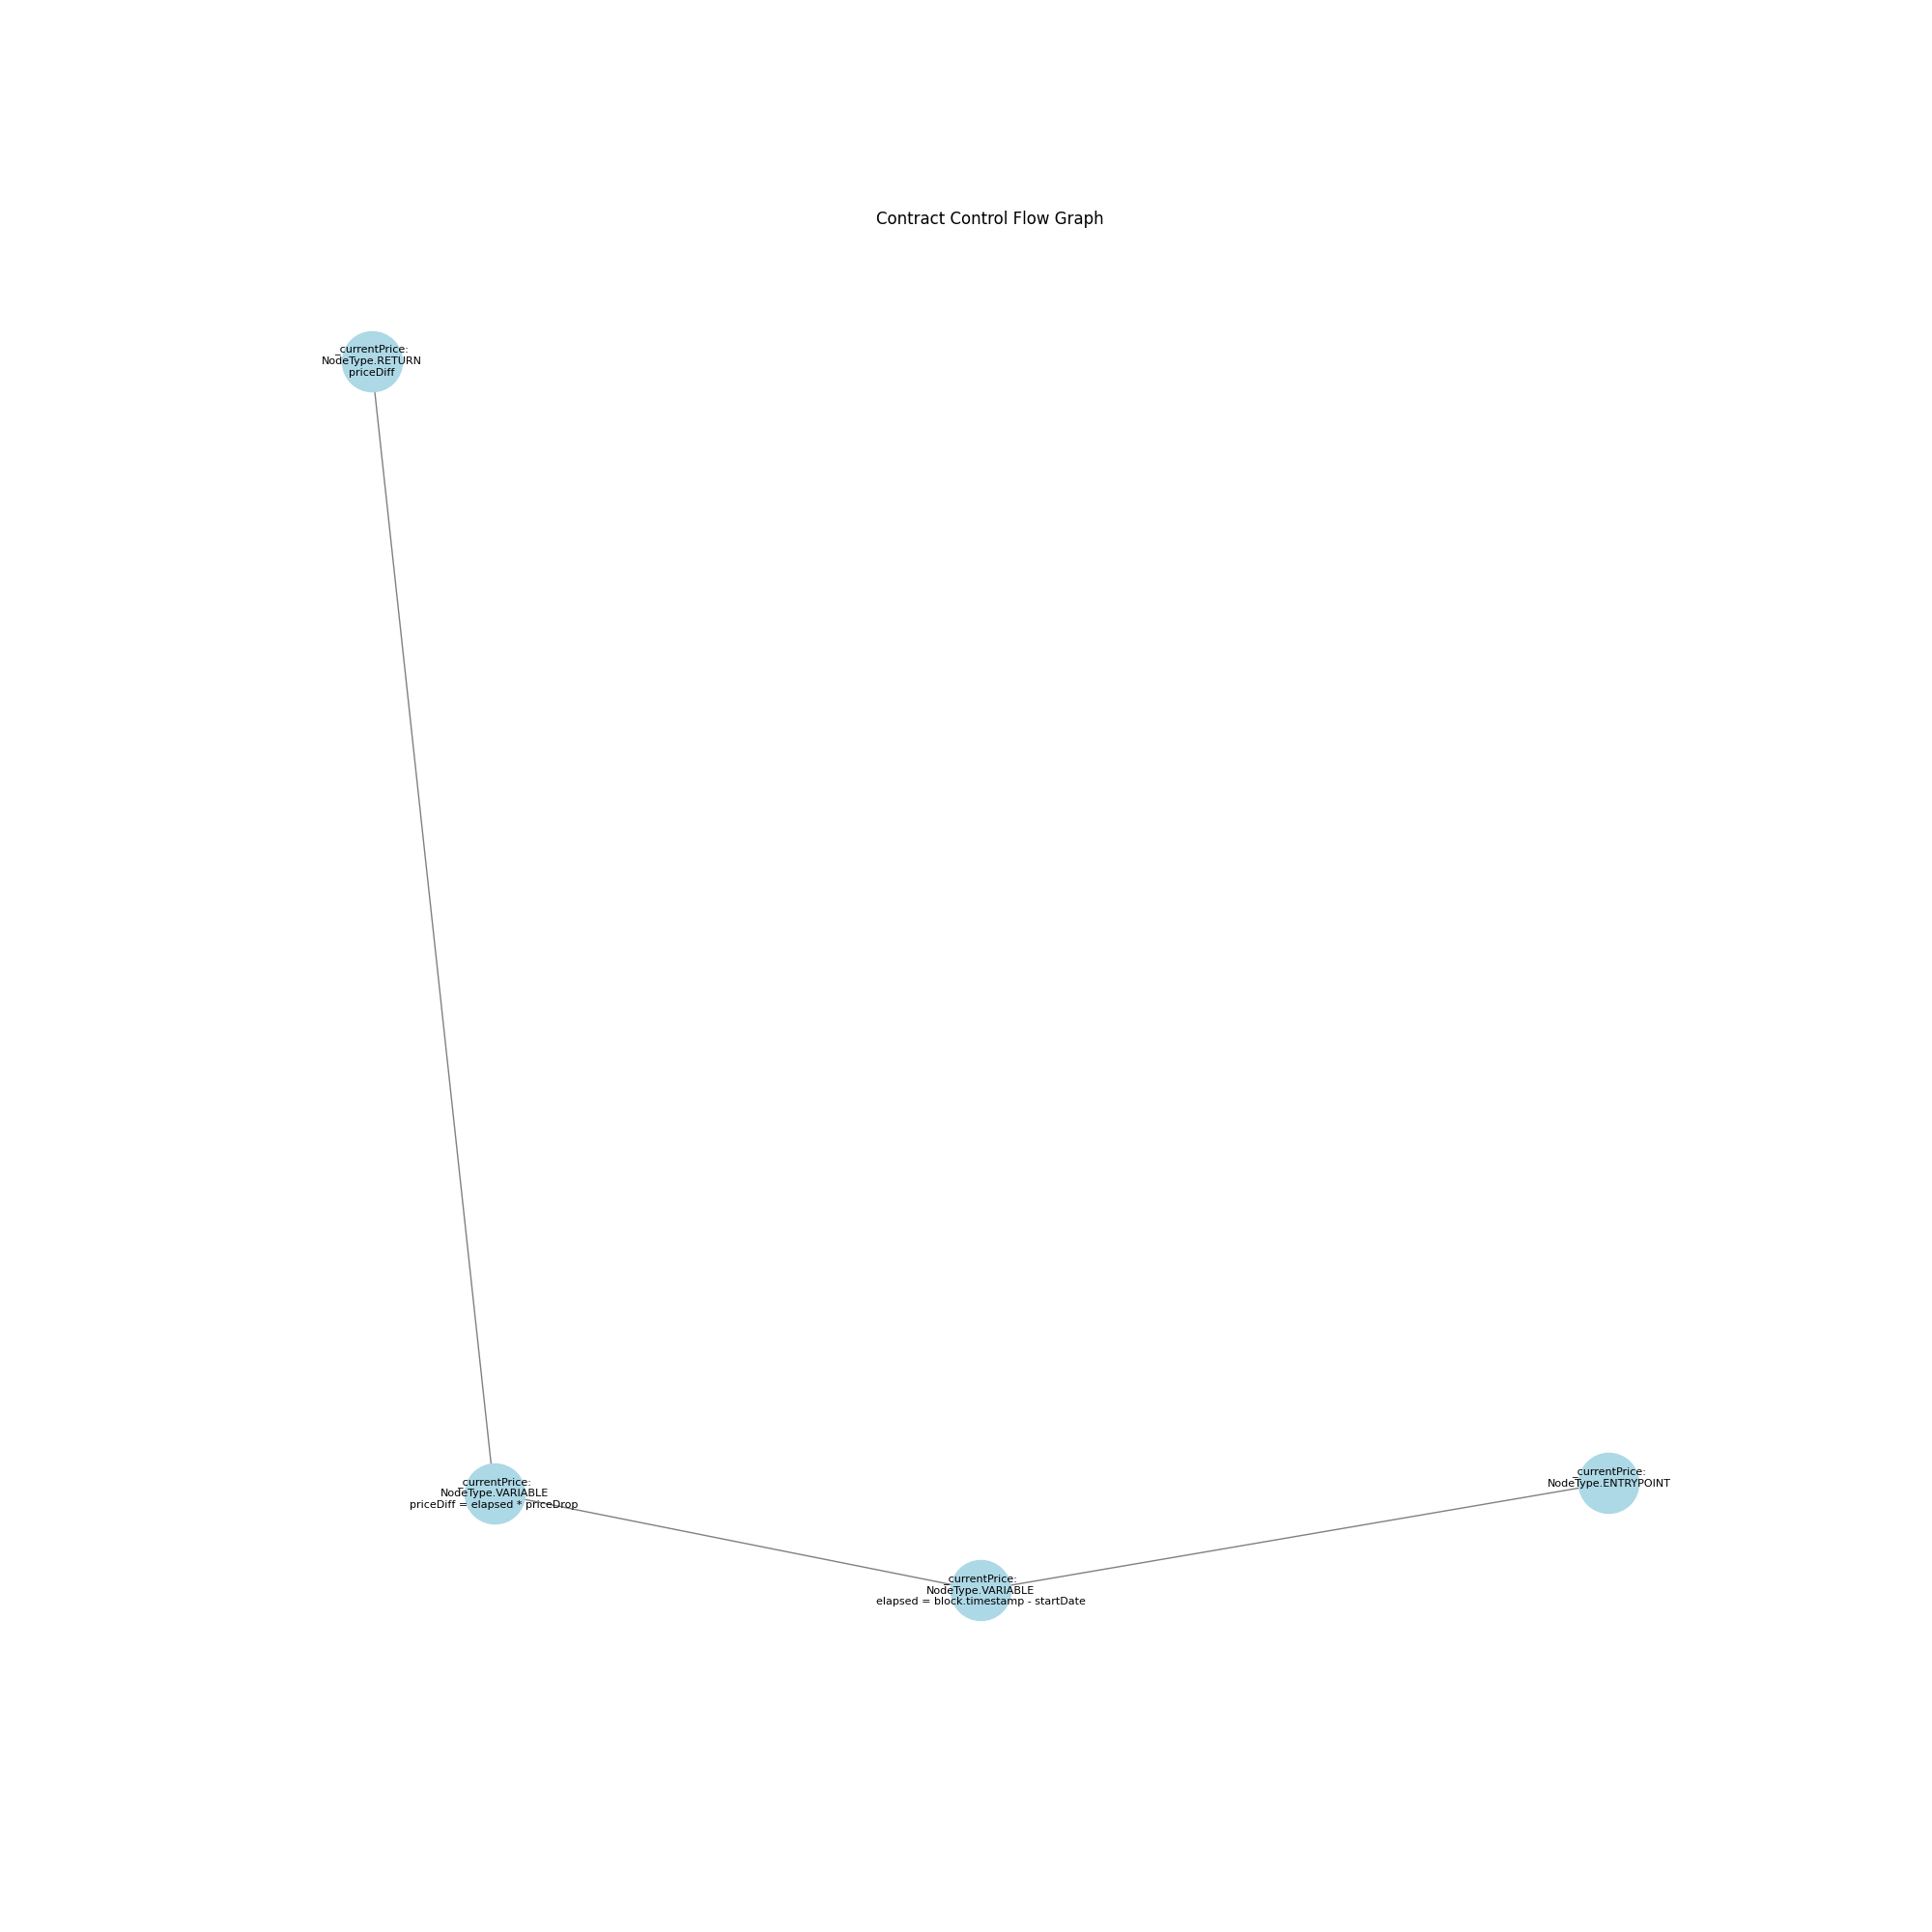 Contract Control Flow Graph
_currentPrice:
NodeType.RETURN
priceDiff
_currentPrice:
NodeType.VARIABLE
priceDiff = elapsed * priceDrop
_currentPrice:
NodeType.ENTRYPOINT
_currentPrice:
NodeType.VARIABLE
elapsed = block.timestamp - startDate